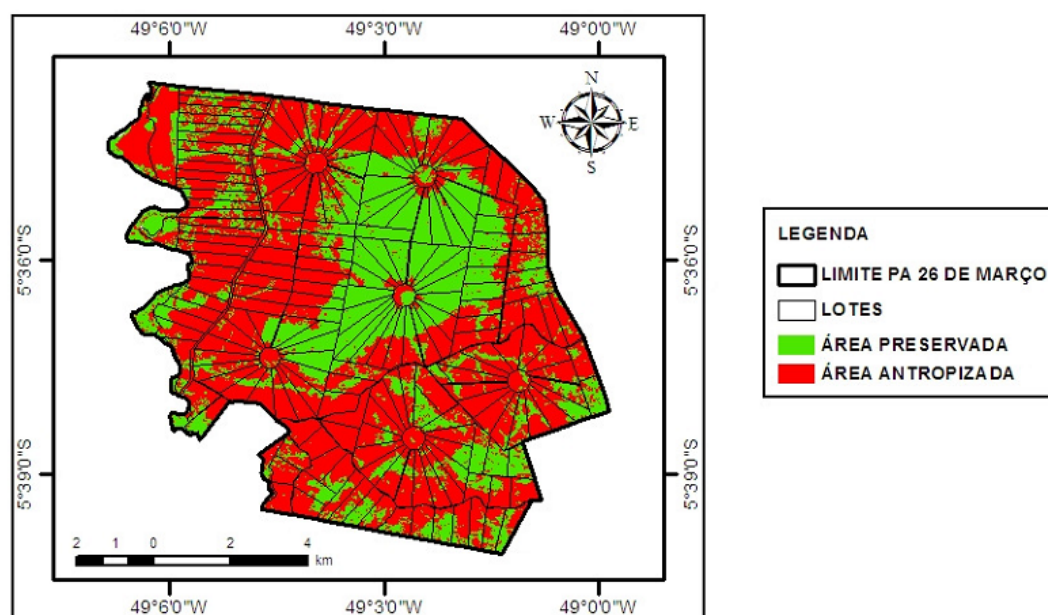 49°6'0"W 49°3'0"W 49°0'0"W
N
W E
S
5°36'0"S 5°36'0"S
5°39'0"S 5°39'0"S
2 1 0 2 4
km
49°6'0"W 49°3'0"W 49°0'0"W
LEGENDA
LIMITE PA 26 DE MARÇO
LOTES
ÁREA PRESERVADA
ÁREA ANTROPIZADA